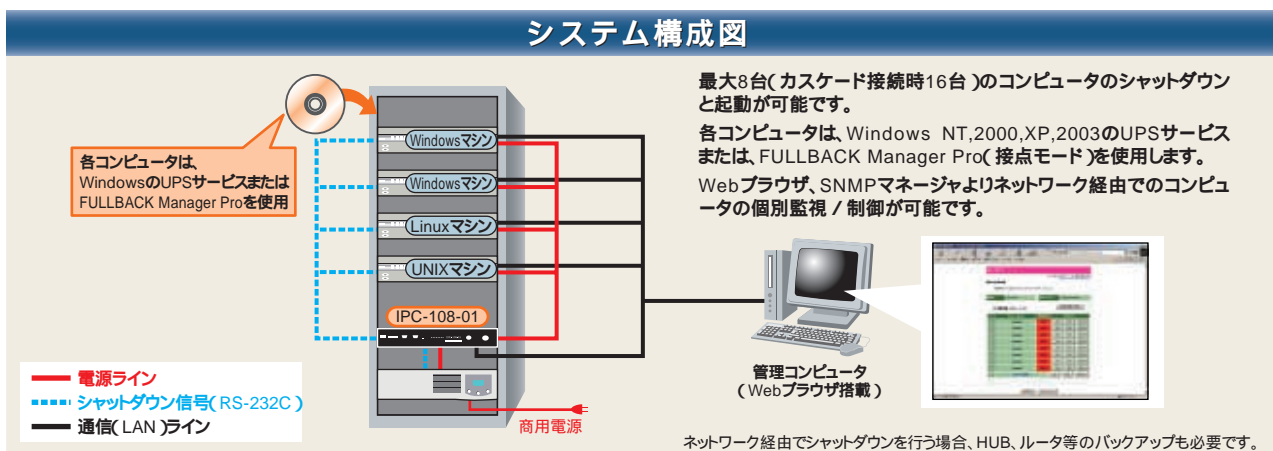 システム構成図
各コンピュータは、
WindowsのUPSサービスまたは
FULLBACK Manager Proを使用
Windowsマシン
Windowsマシン
Linuxマシン
UNIXマシン
IPC-108-01
電源ライン
シャットダウン信号(RS-232C)
通信(LAN)ライン
商用電源
最大8台(カスケード接続時16台)のコンピュータのシャットダウン
と起動が可能です。
各コンピュータは、Windows NT,2000,XP,2003のUPSサービス
または、FULLBACK Manager Pro(接点モード)を使用します。
Webブラウザ、SNMPマネージャよりネットワーク経由でのコンピュ
ータの個別監視/制御が可能です。
管理コンピュータ
(Webブラウザ搭載)
ネットワーク経由でシャットダウンを行う場合、HUB、ルータ等のバックアップも必要です。